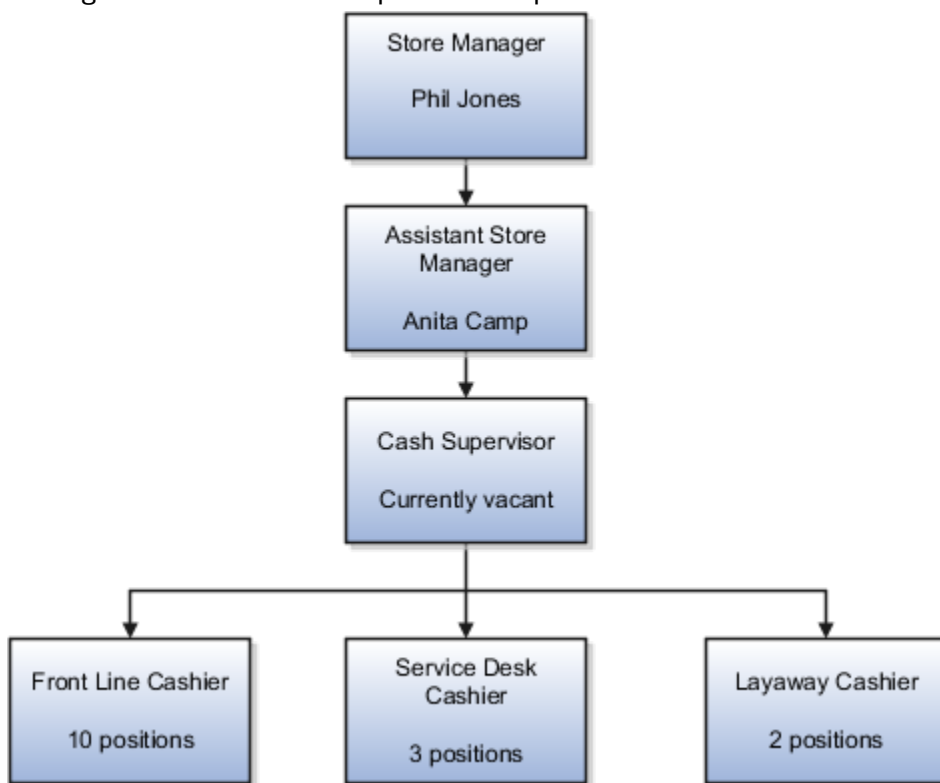 Store Manager
Phil Jones
Assistant Store
Manager
Anita Camp
Cash Supervisor
Currently vacant
Front Line Cashier
10 positions
Service Desk
Cashier
3 positions
Layaway Cashier
2 positions